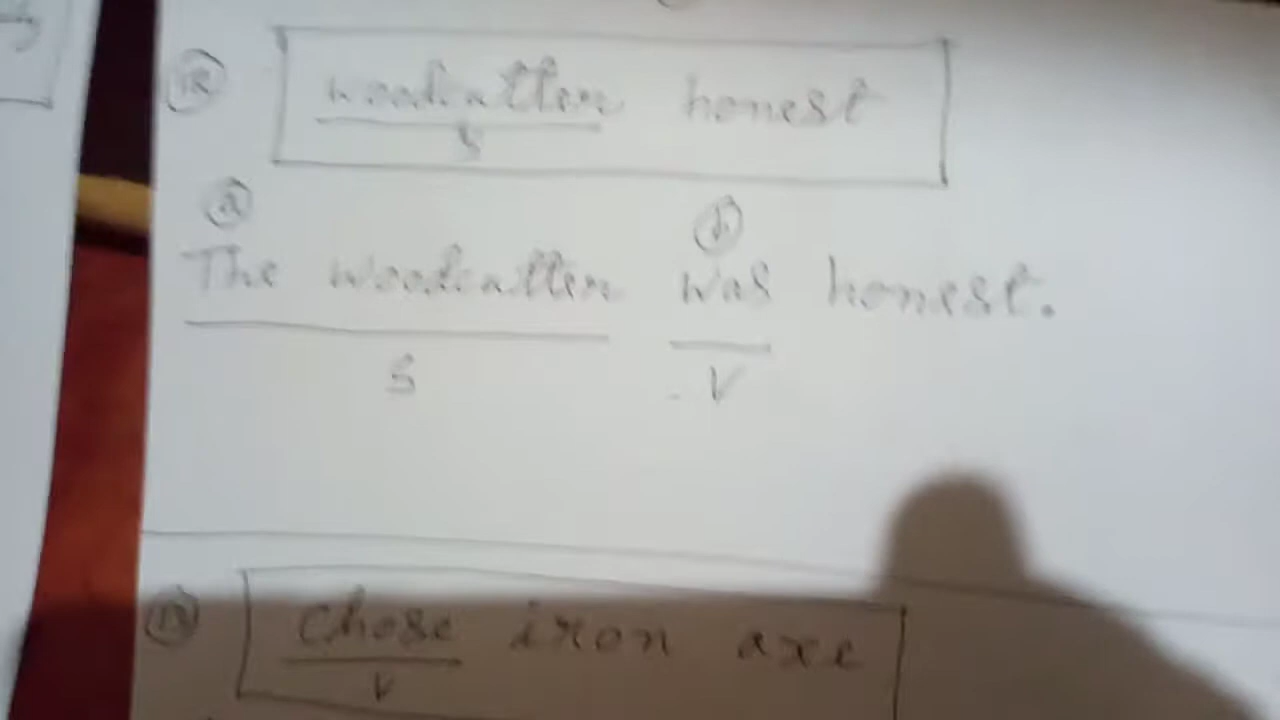 woodcutter honest
S
a b
The woodcutter was honest.
S V
chose iron axe
V